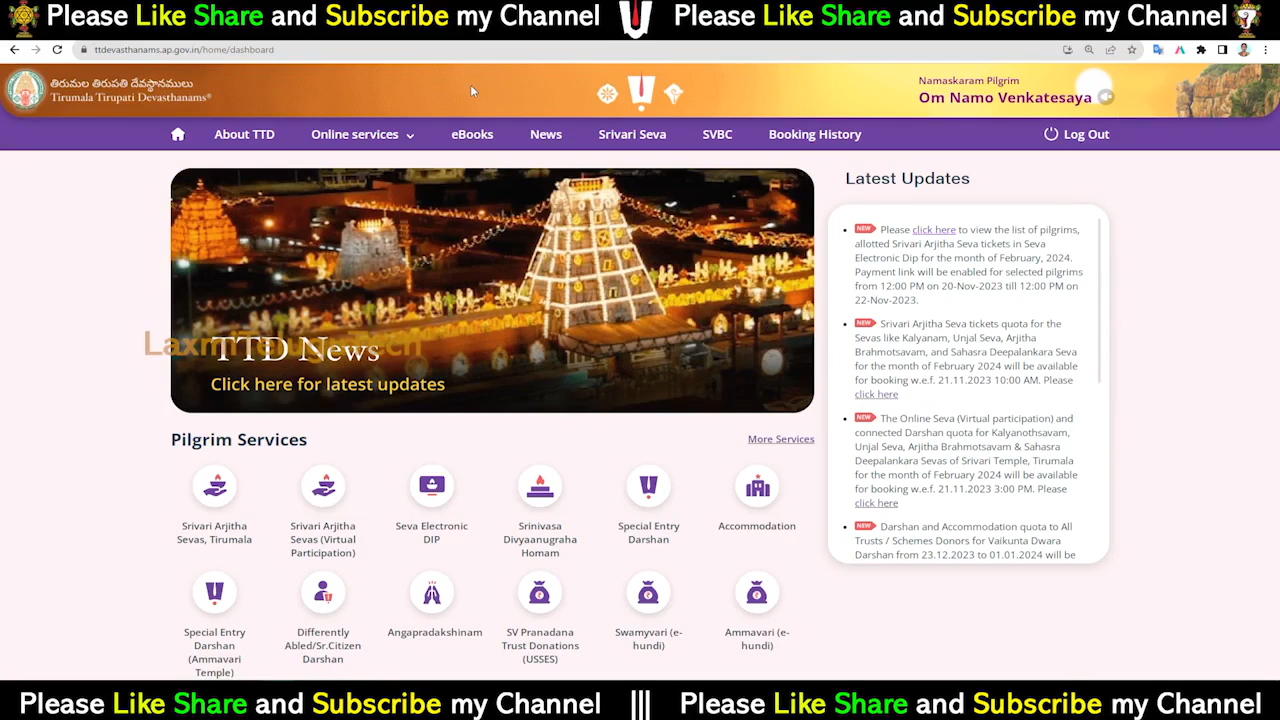 Please Like Share and Subscribe my Channel
Please Like Share and Subscribe my Channel
ttdevasthanams.ap.gov.in/home/dashboard
తిరుమల తిరుపతి దేవస్థానములు
Tirumala Tirupati Devasthanams®
Namaskaram Pilgrim
Om Namo Venkatesaya
About TTD
Online services
eBooks
News
Srivari Seva
SVBC
Booking History
Log Out
TTD News
Click here for latest updates
Latest Updates
NEW Please click here to view the list of pilgrims,
allotted Srivari Arjitha Seva tickets in Seva
Electronic Dip for the month of February, 2024.
Payment link will be enabled for selected pilgrims
from 12:00 PM on 20-Nov-2023 till 12:00 PM on
22-Nov-2023.
NEW Srivari Arjitha Seva tickets quota for the
Sevas like Kalyanam, Unjal Seva, Arjitha
Brahmotsavam, and Sahasra Deepalankara Seva
for the month of February 2024 will be available
for booking w.e.f. 21.11.2023 10:00 AM. Please
click here
NEW The Online Seva (Virtual participation) and
connected Darshan quota for Kalyanothsavam,
Unjal Seva, Arjitha Brahmotsavam & Sahasra
Deepalankara Sevas of Srivari Temple, Tirumala
for the month of February 2024 will be available
for booking w.e.f. 21.11.2023 3:00 PM. Please
click here
NEW Darshan and Accommodation quota to All
Trusts / Schemes Donors for Vaikunta Dwara
Darshan from 23.12.2023 to 01.01.2024 will be
Pilgrim Services
More Services
Srivari Arjitha
Sevas, Tirumala
Srivari Arjitha
Sevas (Virtual
Participation)
Seva Electronic
DIP
Srinivasa
Divyaanugraha
Homam
Special Entry
Darshan
Accommodation
Special Entry
Darshan
(Ammavari
Temple)
Differently
Abled/Sr.Citizen
Darshan
Angapradakshinam
SV Pranadana
Trust Donations
(USSES)
Swamyvari (e-
hundi)
Ammavari (e-
hundi)
Please Like Share and Subscribe my Channel
|||
Please Like Share and Subscribe my Channel